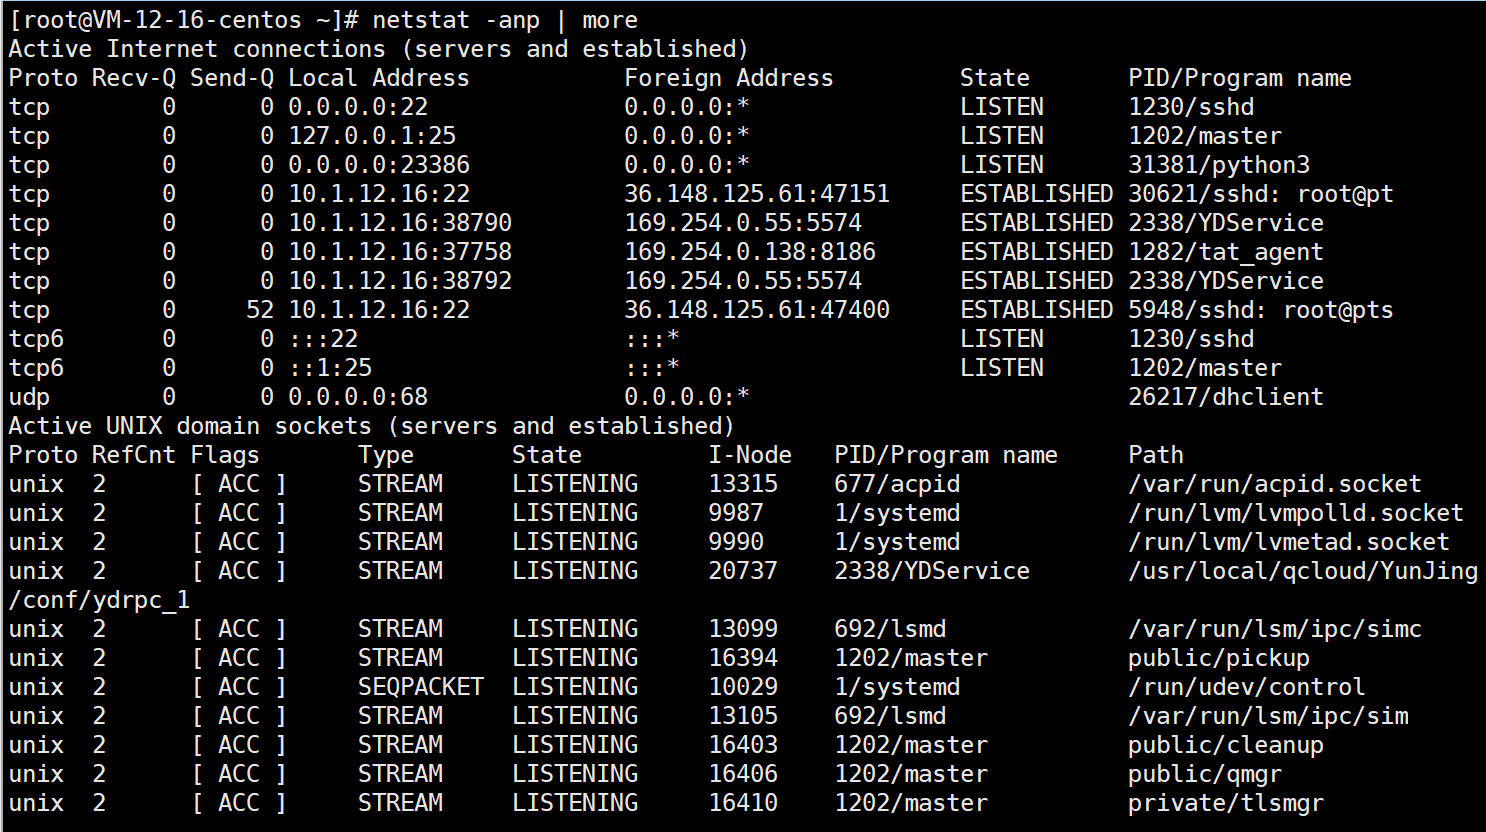 [root@VM-12-16-centos ~]# netstat -anp | more
Active Internet connections (servers and established)
Proto Recv-Q Send-Q Local Address           Foreign Address         State       PID/Program name
tcp        0      0 0.0.0.0:22              0.0.0.0:*               LISTEN      1230/sshd
tcp        0      0 127.0.0.1:25            0.0.0.0:*               LISTEN      1202/master
tcp        0      0 0.0.0.0:23386           0.0.0.0:*               LISTEN      31381/python3
tcp        0      0 10.1.12.16:22           36.148.125.61:47151     ESTABLISHED 30621/sshd: root@pt
tcp        0      0 10.1.12.16:38790        169.254.0.55:5574       ESTABLISHED 2338/YDService
tcp        0      0 10.1.12.16:37758        169.254.0.138:8186      ESTABLISHED 1282/tat_agent
tcp        0      0 10.1.12.16:38792        169.254.0.55:5574       ESTABLISHED 2338/YDService
tcp        0     52 10.1.12.16:22           36.148.125.61:47400     ESTABLISHED 5948/sshd: root@pts
tcp6       0      0 :::22                   :::*                    LISTEN      1230/sshd
tcp6       0      0 ::1:25                  :::*                    LISTEN      1202/master
udp        0      0 0.0.0.0:68              0.0.0.0:*                           26217/dhclient
Active UNIX domain sockets (servers and established)
Proto RefCnt Flags       Type       State         I-Node   PID/Program name     Path
unix  2      [ ACC ]     STREAM     LISTENING     13315    677/acpid            /var/run/acpid.socket
unix  2      [ ACC ]     STREAM     LISTENING     9987     1/systemd            /run/lvm/lvmpolld.socket
unix  2      [ ACC ]     STREAM     LISTENING     9990     1/systemd            /run/lvm/lvmetad.socket
unix  2      [ ACC ]     STREAM     LISTENING     20737    2338/YDService       /usr/local/qcloud/YunJing
/conf/ydrpc_1
unix  2      [ ACC ]     STREAM     LISTENING     13099    692/lsmd             /var/run/lsm/ipc/simc
unix  2      [ ACC ]     STREAM     LISTENING     16394    1202/master          public/pickup
unix  2      [ ACC ]     SEQPACKET  LISTENING     10029    1/systemd            /run/udev/control
unix  2      [ ACC ]     STREAM     LISTENING     13105    692/lsmd             /var/run/lsm/ipc/sim
unix  2      [ ACC ]     STREAM     LISTENING     16403    1202/master          public/cleanup
unix  2      [ ACC ]     STREAM     LISTENING     16406    1202/master          public/qmgr
unix  2      [ ACC ]     STREAM     LISTENING     16410    1202/master          private/tlsmgr